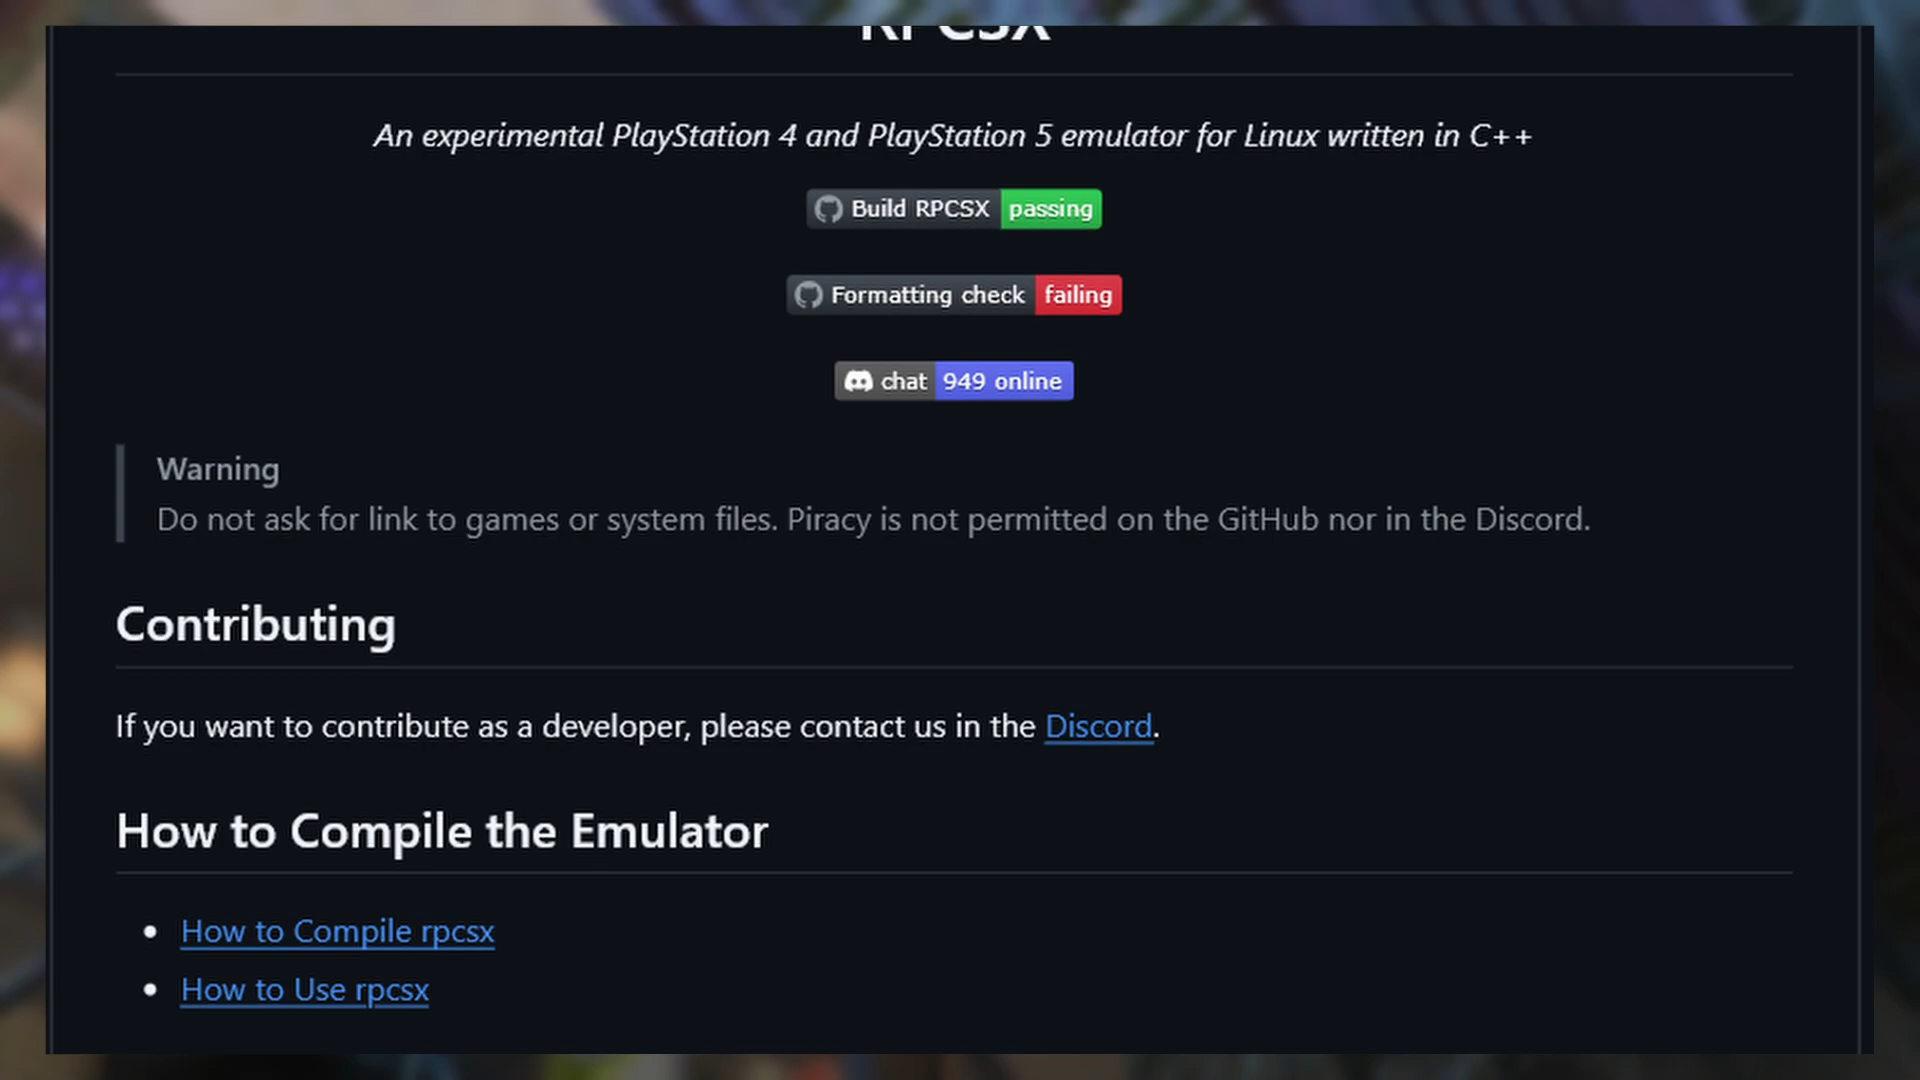 RPCSX
An experimental PlayStation 4 and PlayStation 5 emulator for Linux written in C++
Build RPCSX passing
Formatting check failing
chat 949 online
Warning
Do not ask for link to games or system files. Piracy is not permitted on the GitHub nor in the Discord.
Contributing
If you want to contribute as a developer, please contact us in the Discord.
How to Compile the Emulator
• How to Compile rpcsx
• How to Use rpcsx